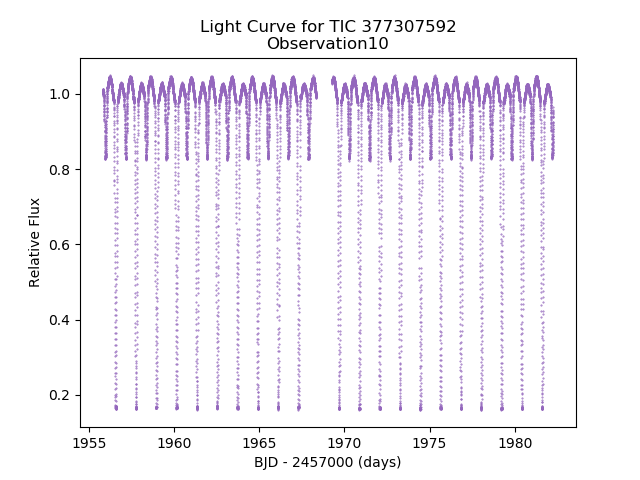 Light Curve for TIC 377307592
Observation10
Relative Flux
1.0
0.8
0.6
0.4
0.2
1955 1960 1965 1970 1975 1980
BJD - 2457000 (days)